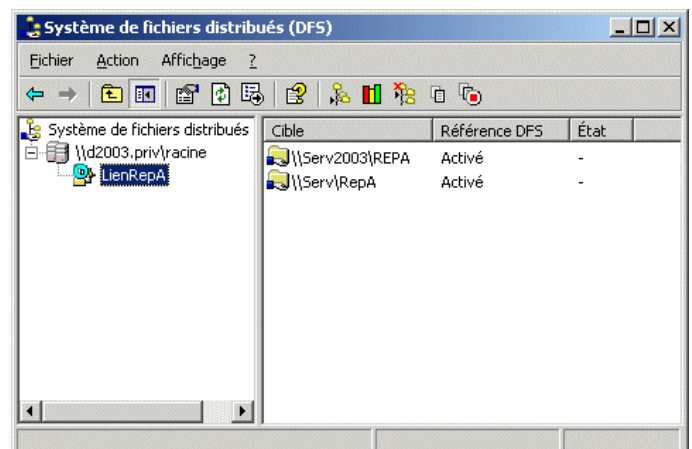 Système de fichiers distribués (DFS)
Fichier Action Affichage ?
Système de fichiers distribués
\\d2003.priv\racine
LienRepA
Cible Référence DFS État
\\Serv2003\REPA Activé -
\\Serv\RepA Activé -